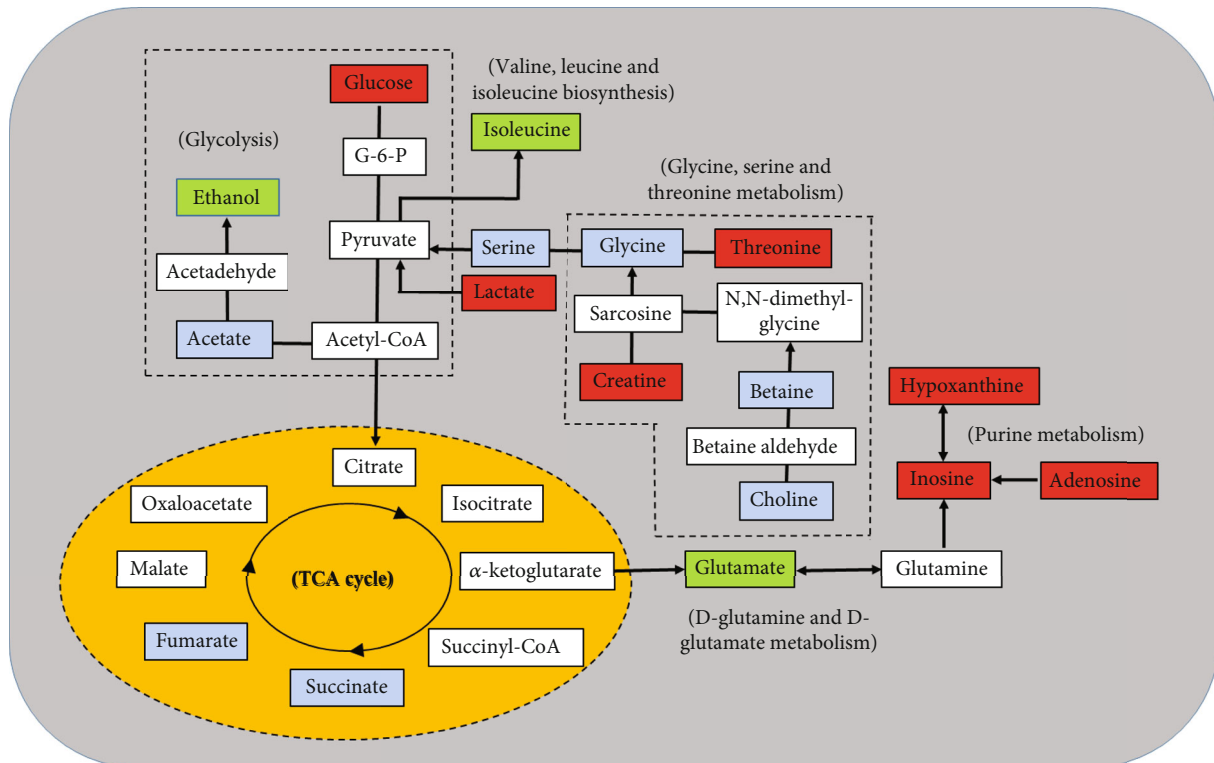 Glucose
(Valine, leucine and
isoleucine biosynthesis)
Isoleucine
(Glycolysis)
G-6-P
(Glycine, serine and
threonine metabolism)
Ethanol
Pyruvate
Serine
Glycine
Threonine
Acetadehyde
Lactate
Sarcosine
N,N-dimethyl-
glycine
Acetate
Acetyl-CoA
Creatine
Betaine
Hypoxanthine
(Purine metabolism)
Betaine aldehyde
Citrate
Inosine
Adenosine
Oxaloacetate
Isocitrate
Choline
Malate
(TCA cycle)
α-ketoglutarate
Glutamate
Glutamine
(D-glutamine and D-
glutamate metabolism)
Fumarate
Succinyl-CoA
Succinate